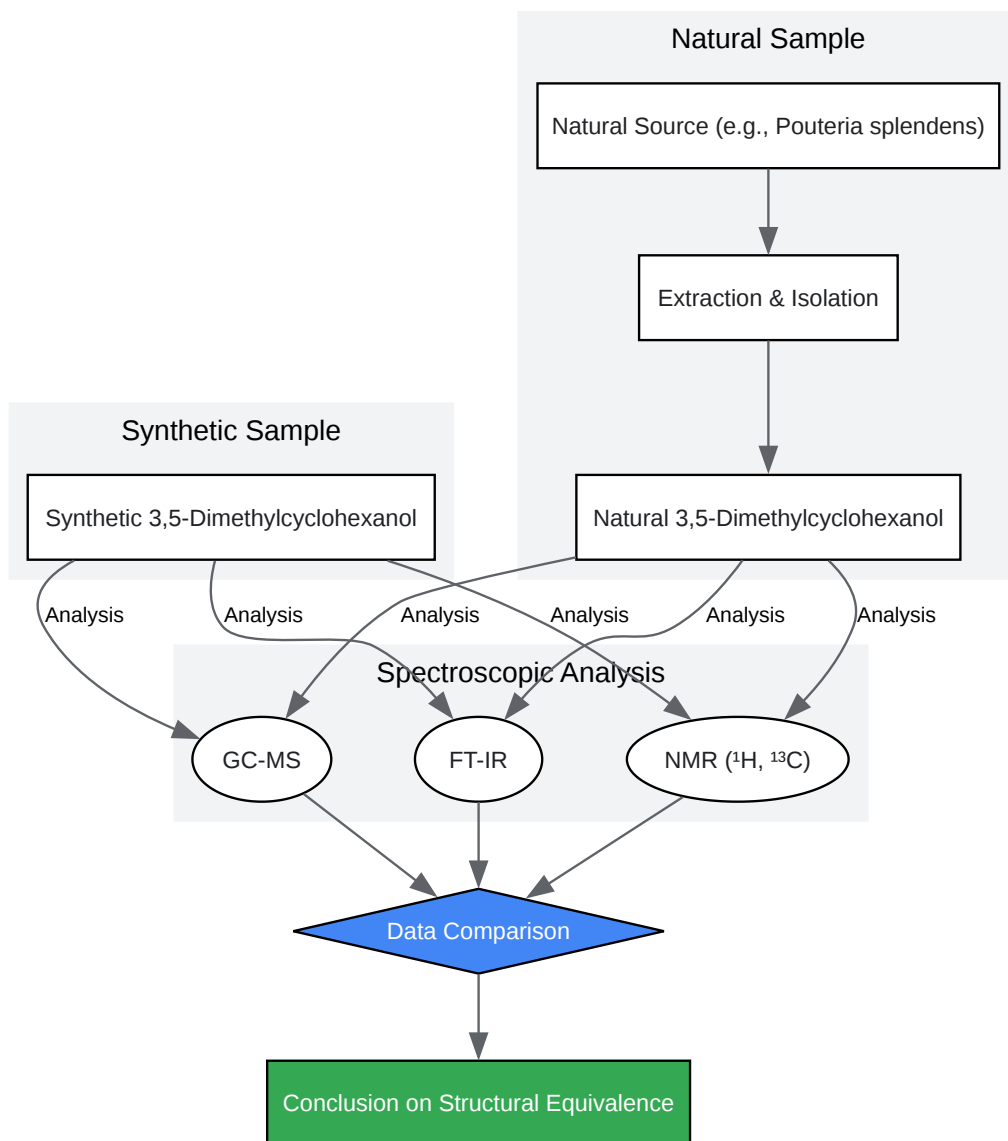 Natural Sample
Natural Source (e.g., Pouteria splendens)
Extraction & Isolation
Synthetic Sample
Synthetic 3,5-Dimethylcyclohexanol
Natural 3,5-Dimethylcyclohexanol
Analysis
Analysis
Analysis
Analysis
Analysis
Analysis
Spectroscopic Analysis
GC-MS
FT-IR
NMR (¹H, ¹³C)
Data Comparison
Conclusion on Structural Equivalence